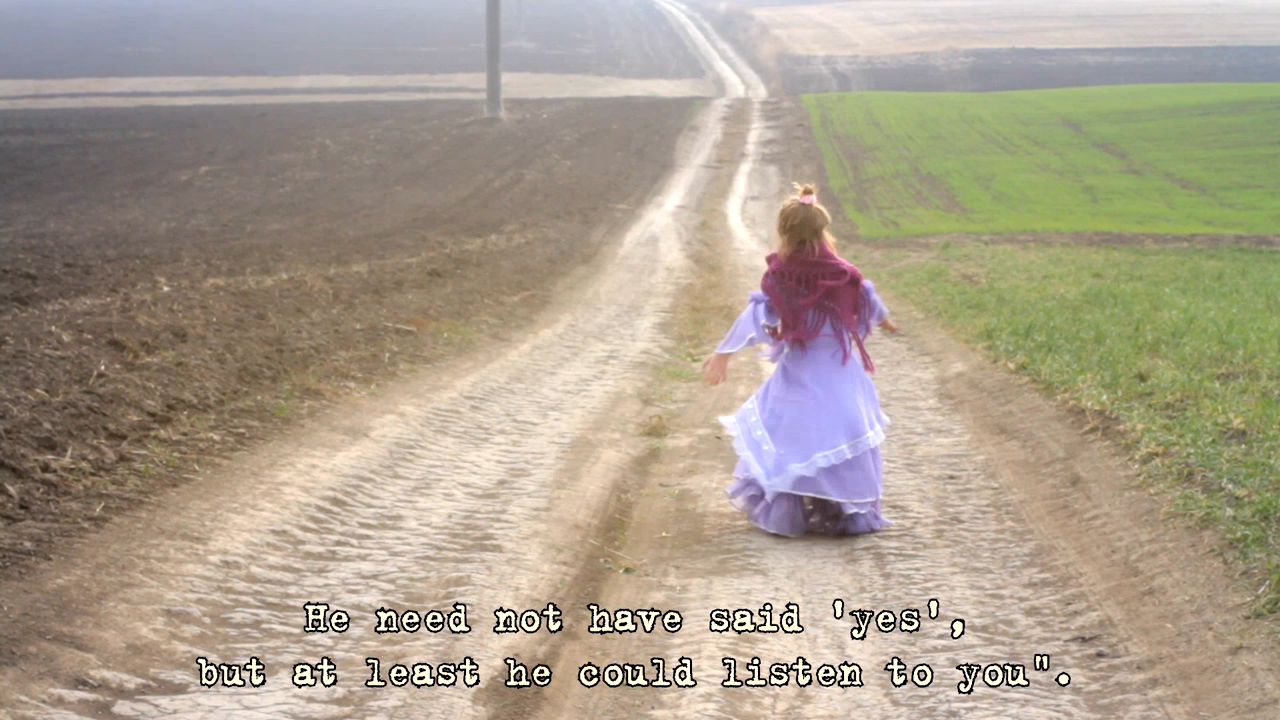 He need not have said 'yes',
but at least he could listen to you".